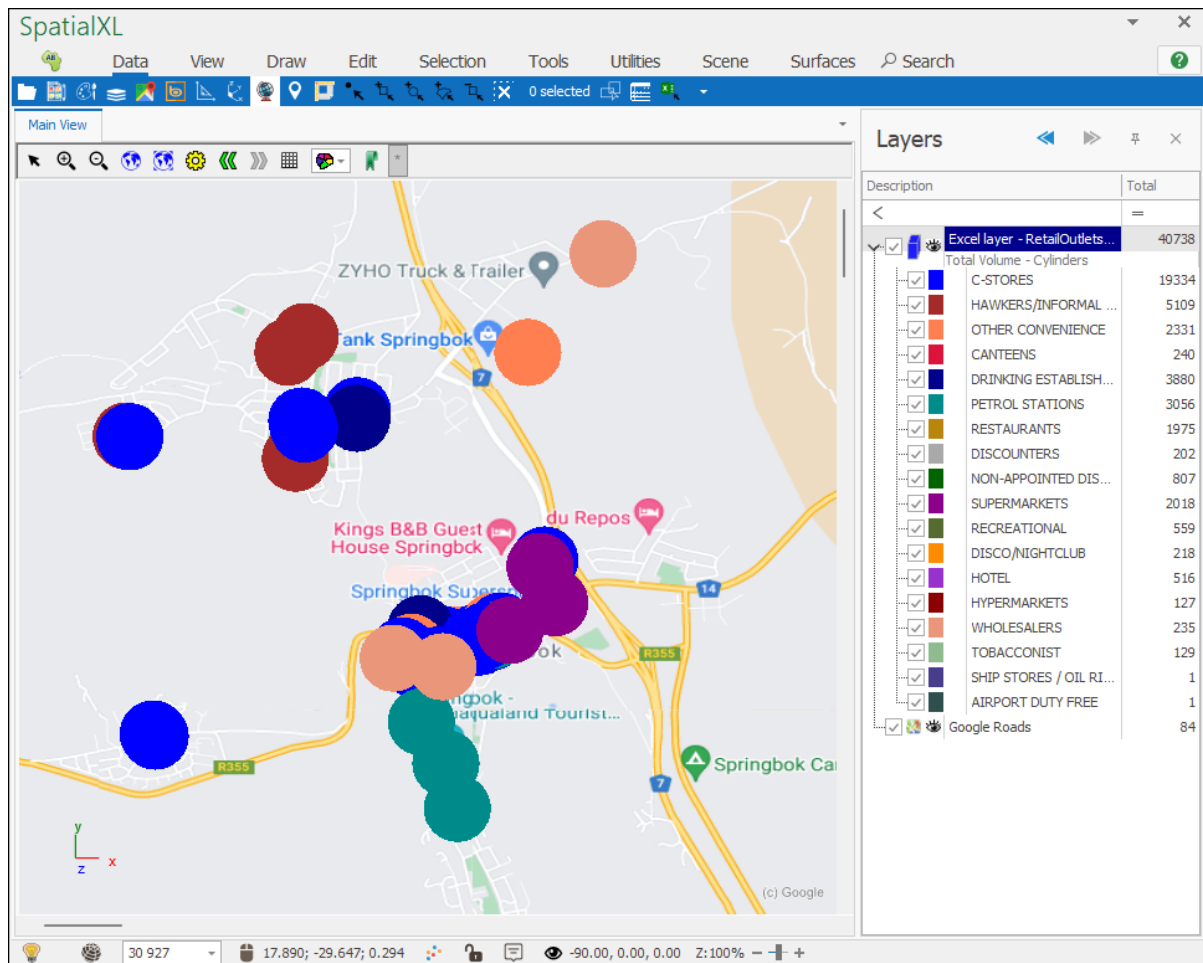 SpatialXL
Data View Draw Edit Selection Tools Utilities Scene Surfaces Search
0 selected
Main View
Layers
Description Total
< =
Excel layer - RetailOutlets... 40738
Total Volume - Cylinders
C-STORES 19334
HAWKERS/INFORMAL ... 5109
OTHER CONVENIENCE 2331
CANTEENS 240
DRINKING ESTABLISH... 3880
PETROL STATIONS 3056
RESTAURANTS 1975
DISCOUNTERS 202
NON-APPOINTED DIS... 807
SUPERMARKETS 2018
RECREATIONAL 559
DISCO/NIGHTCLUB 218
HOTEL 516
HYPERMARKETS 127
WHOLESALERS 235
TOBACCONIST 129
SHIP STORES / OIL RI... 1
AIRPORT DUTY FREE 1
Google Roads 84
ZYHO Truck & Trailer
Tank Springbok
7
Kings B&B Guest
House Springbok
du Repos
14
Springbok
R355
Tourist...
R355
7
Springbok Ca
y
x
z
(c) Google
30 927 17.890; -29.647; 0.294 -90.00, 0.00, 0.00 Z:100% − +